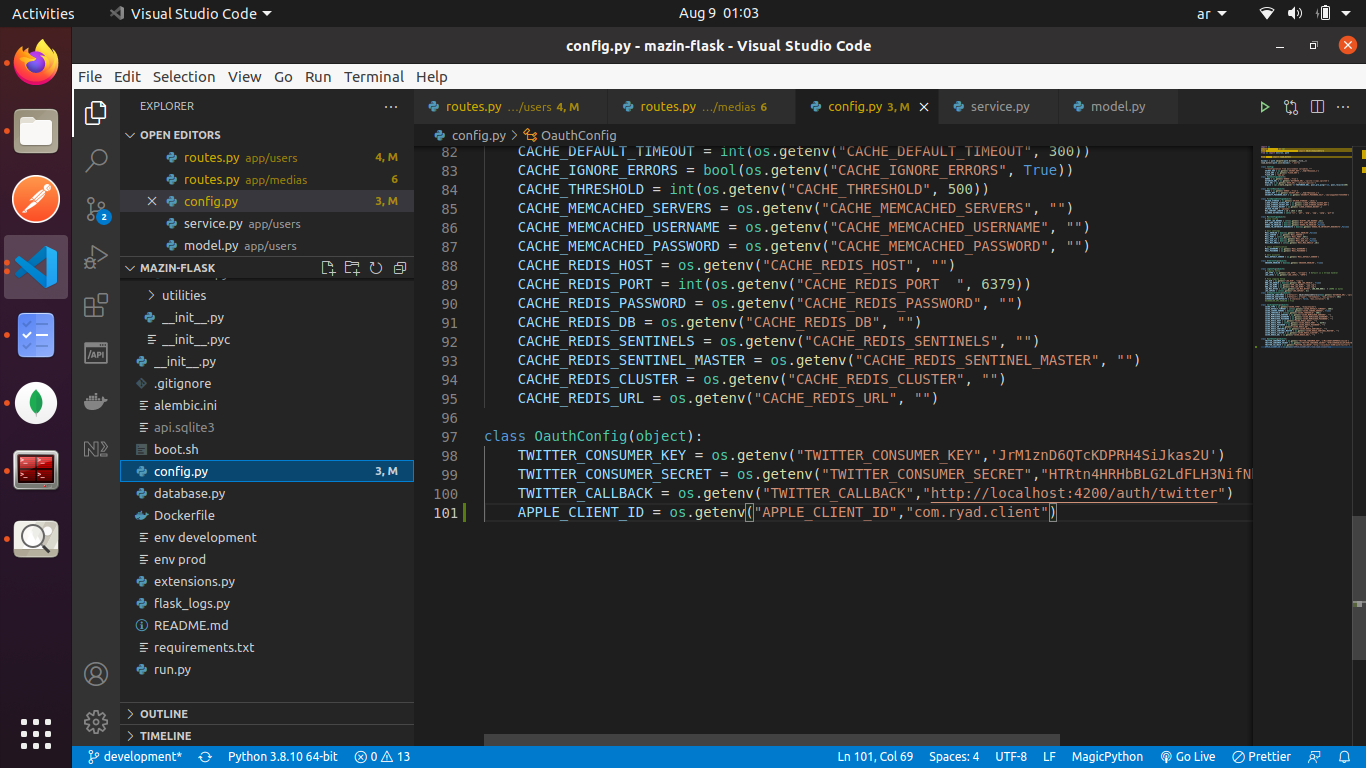 Activities Visual Studio Code Aug 9 01:03 ar
config.py - mazin-flask - Visual Studio Code
File Edit Selection View Go Run Terminal Help
EXPLORER
OPEN EDITORS
routes.py app/users 4, M
routes.py app/medias 6
config.py 3, M
service.py app/users
model.py app/users
MAZIN-FLASK
utilities
__init__.py
__init__.pyc
__init__.py
.gitignore
alembic.ini
api.sqlite3
boot.sh
config.py 3, M
database.py
Dockerfile
env development
env prod
extensions.py
flask_logs.py
README.md
requirements.txt
run.py
OUTLINE
TIMELINE
2
/API
routes.py .../users 4, M routes.py .../medias 6 config.py 3, M service.py model.py
config.py > OauthConfig
82 CACHE_DEFAULT_TIMEOUT = int(os.getenv("CACHE_DEFAULT_TIMEOUT", 300))
83 CACHE_IGNORE_ERRORS = bool(os.getenv("CACHE_IGNORE_ERRORS", True))
84 CACHE_THRESHOLD = int(os.getenv("CACHE_THRESHOLD", 500))
85 CACHE_MEMCACHED_SERVERS = os.getenv("CACHE_MEMCACHED_SERVERS", "")
86 CACHE_MEMCACHED_USERNAME = os.getenv("CACHE_MEMCACHED_USERNAME", "")
87 CACHE_MEMCACHED_PASSWORD = os.getenv("CACHE_MEMCACHED_PASSWORD", "")
88 CACHE_REDIS_HOST = os.getenv("CACHE_REDIS_HOST", "")
89 CACHE_REDIS_PORT = int(os.getenv("CACHE_REDIS_PORT  ", 6379))
90 CACHE_REDIS_PASSWORD = os.getenv("CACHE_REDIS_PASSWORD", "")
91 CACHE_REDIS_DB = os.getenv("CACHE_REDIS_DB", "")
92 CACHE_REDIS_SENTINELS = os.getenv("CACHE_REDIS_SENTINELS", "")
93 CACHE_REDIS_SENTINEL_MASTER = os.getenv("CACHE_REDIS_SENTINEL_MASTER", "")
94 CACHE_REDIS_CLUSTER = os.getenv("CACHE_REDIS_CLUSTER", "")
95 CACHE_REDIS_URL = os.getenv("CACHE_REDIS_URL", "")
96
97 class OauthConfig(object):
98 TWITTER_CONSUMER_KEY = os.getenv("TWITTER_CONSUMER_KEY",'JrM1znD6QTcKDPRH4SiJkas2U')
99 TWITTER_CONSUMER_SECRET = os.getenv("TWITTER_CONSUMER_SECRET","HTRtn4HRHbBLG2LdFLH3NifN
100 TWITTER_CALLBACK = os.getenv("TWITTER_CALLBACK","http://localhost:4200/auth/twitter")
101 APPLE_CLIENT_ID = os.getenv("APPLE_CLIENT_ID","com.ryad.client")
development* Python 3.8.10 64-bit 0 13 Ln 101, Col 69 Spaces: 4 UTF-8 LF MagicPython Go Live Prettier